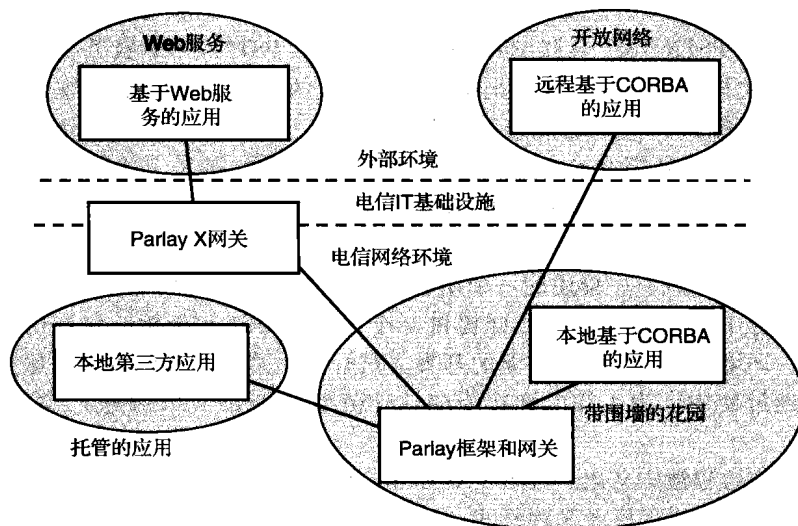 Web服务
基于Web服
务的应用
开放网络
远程基于CORBA
的应用
外部环境
电信IT基础设施
Parlay X网关
电信网络环境
本地第三方应用
托管的应用
本地基于CORBA
的应用
带围墙的花园
Parlay框架和网关